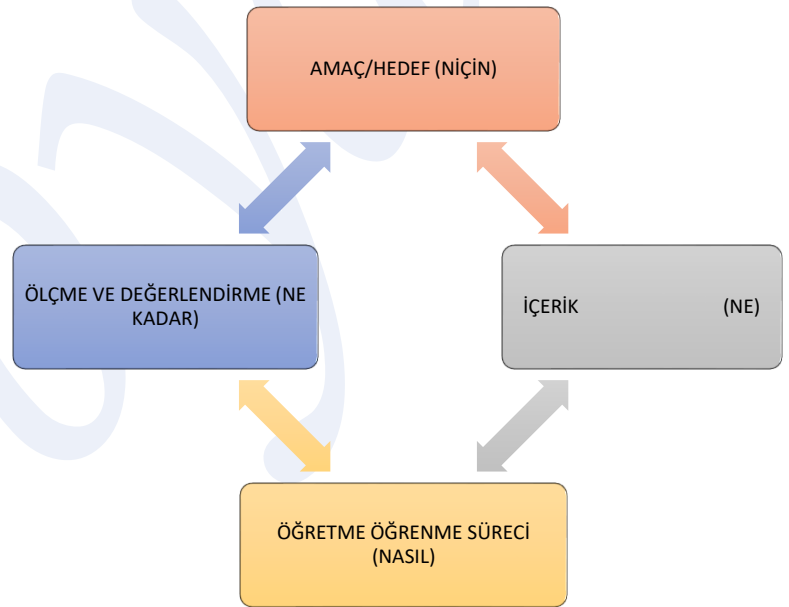 AMAÇ/HEDEF (NİÇİN)
ÖLÇME VE DEĞERLENDİRME (NE
KADAR)
İÇERİK (NE)
ÖĞRETME ÖĞRENME SÜRECİ
(NASIL)